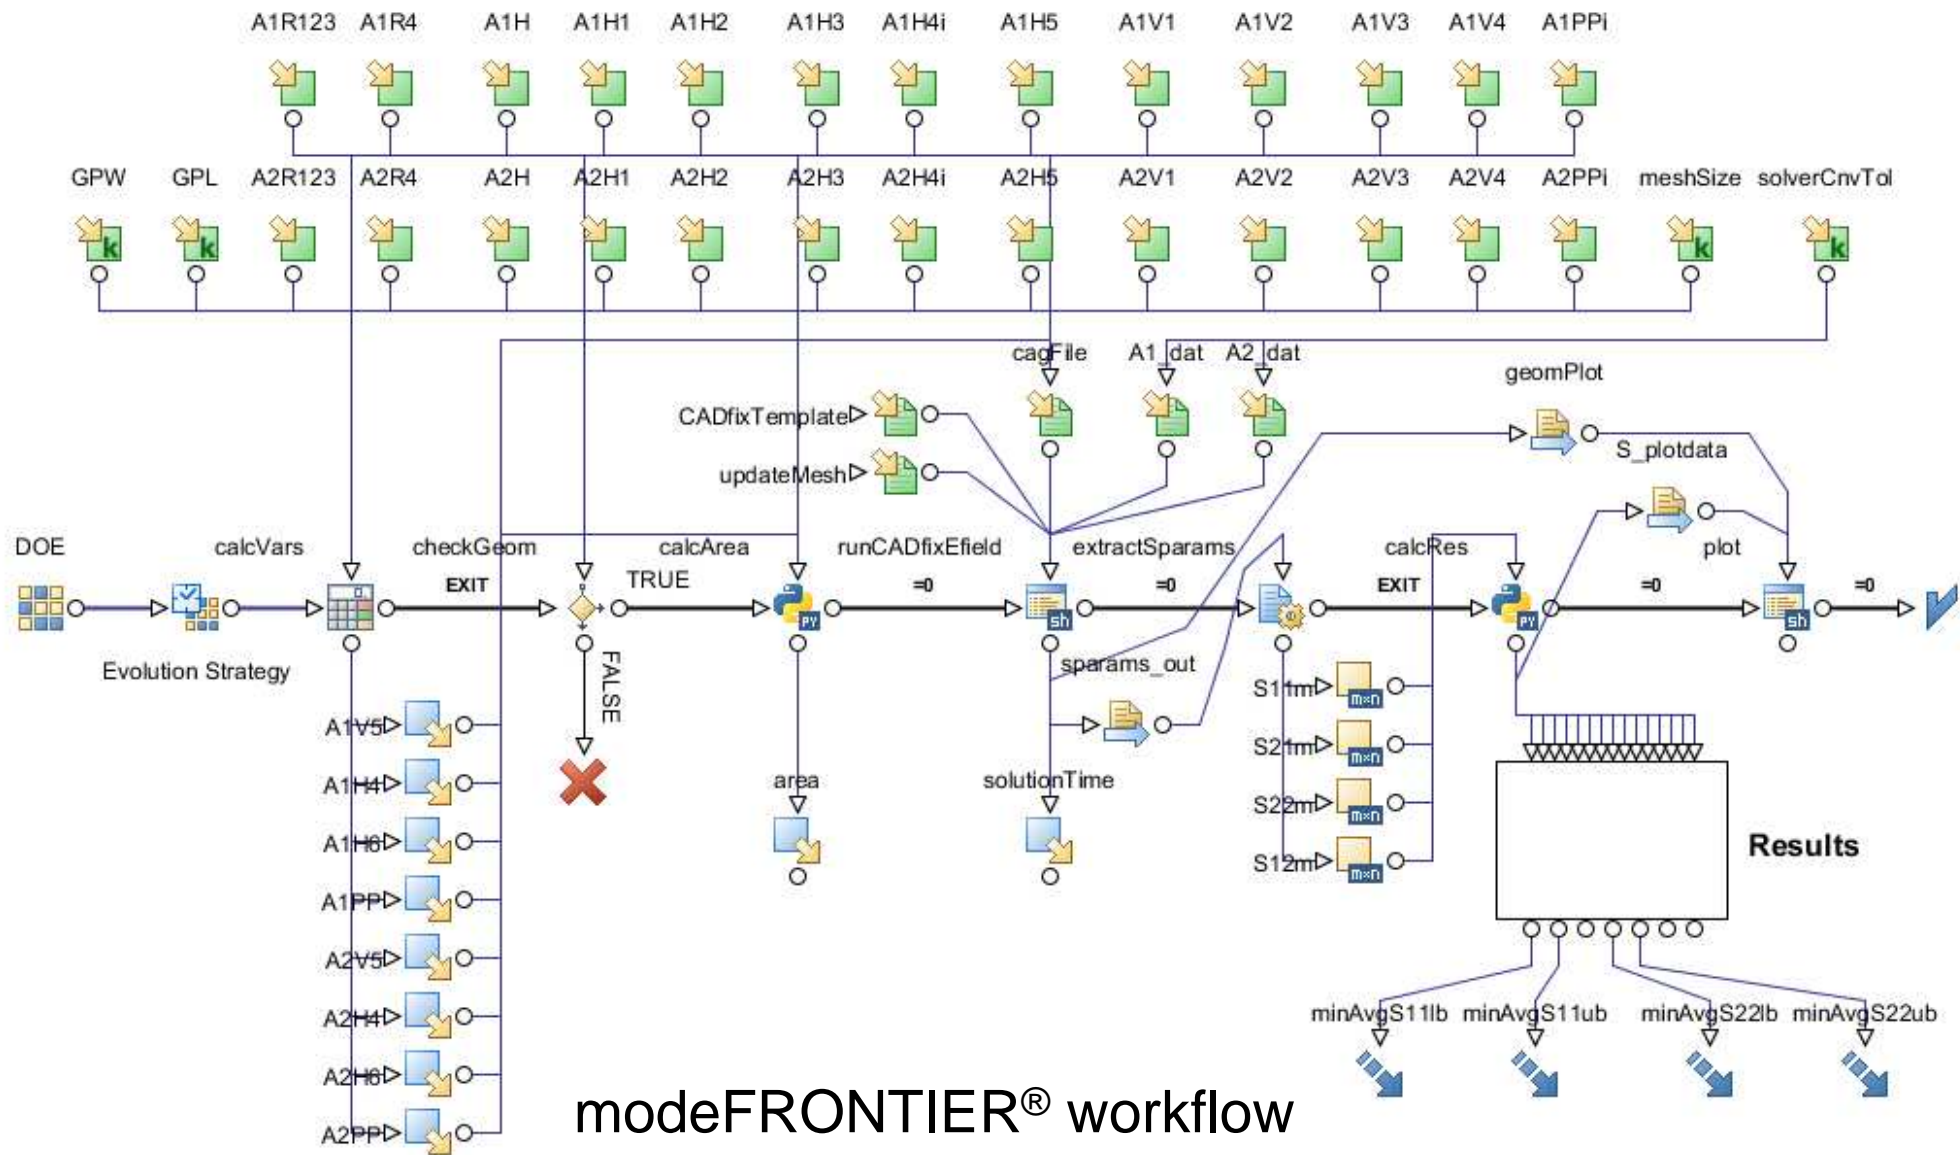 A1R123 A1R4 A1H A1H1 A1H2 A1H3 A1H4i A1H5 A1V1 A1V2 A1V3 A1V4 A1PPi
GPW GPL A2R123 A2R4 A2H A2H1 A2H2 A2H3 A2H4i A2H5 A2V1 A2V2 A2V3 A2V4 A2PPi meshSize solverCnvTol
k k k k
cagFile A1_dat A2_dat
geomPlot
CADfixTemplate
S_plotdata
updateMesh
DOE calcVars checkGeom calcArea runCADfixEfield extractSparams calcRes plot
EXIT TRUE =0 =0 EXIT =0 =0
PY sh PY sh
Evolution Strategy
FALSE
sparams_out
S11m
m×n
A1V5
S21m
m×n
A1H4
area
solutionTime
S22m
m×n
A1H6
Results
S12m
m×n
A1PP
A2V5
A2H4
minAvgS11lb minAvgS11ub minAvgS22lb minAvgS22ub
A2H6
modeFRONTIER® workflow
A2PP